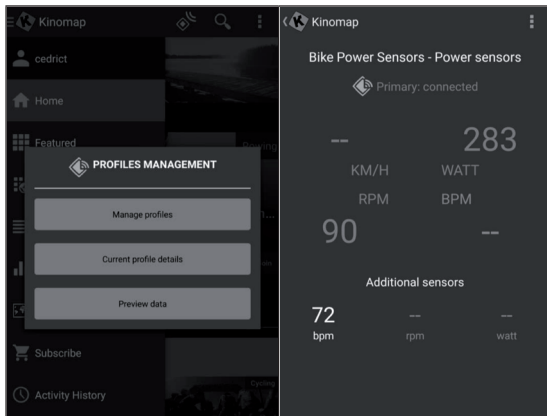 Kinomap
cedrict
Home
Featured
PROFILES MANAGEMENT
Manage profiles
Current profile details
Preview data
Subscribe
Activity History
Cycling
Kinomap
Bike Power Sensors - Power sensors
Primary: connected
-- 283
KM/H WATT
RPM BPM
90 --
Additional sensors
72 -- --
bpm rpm watt